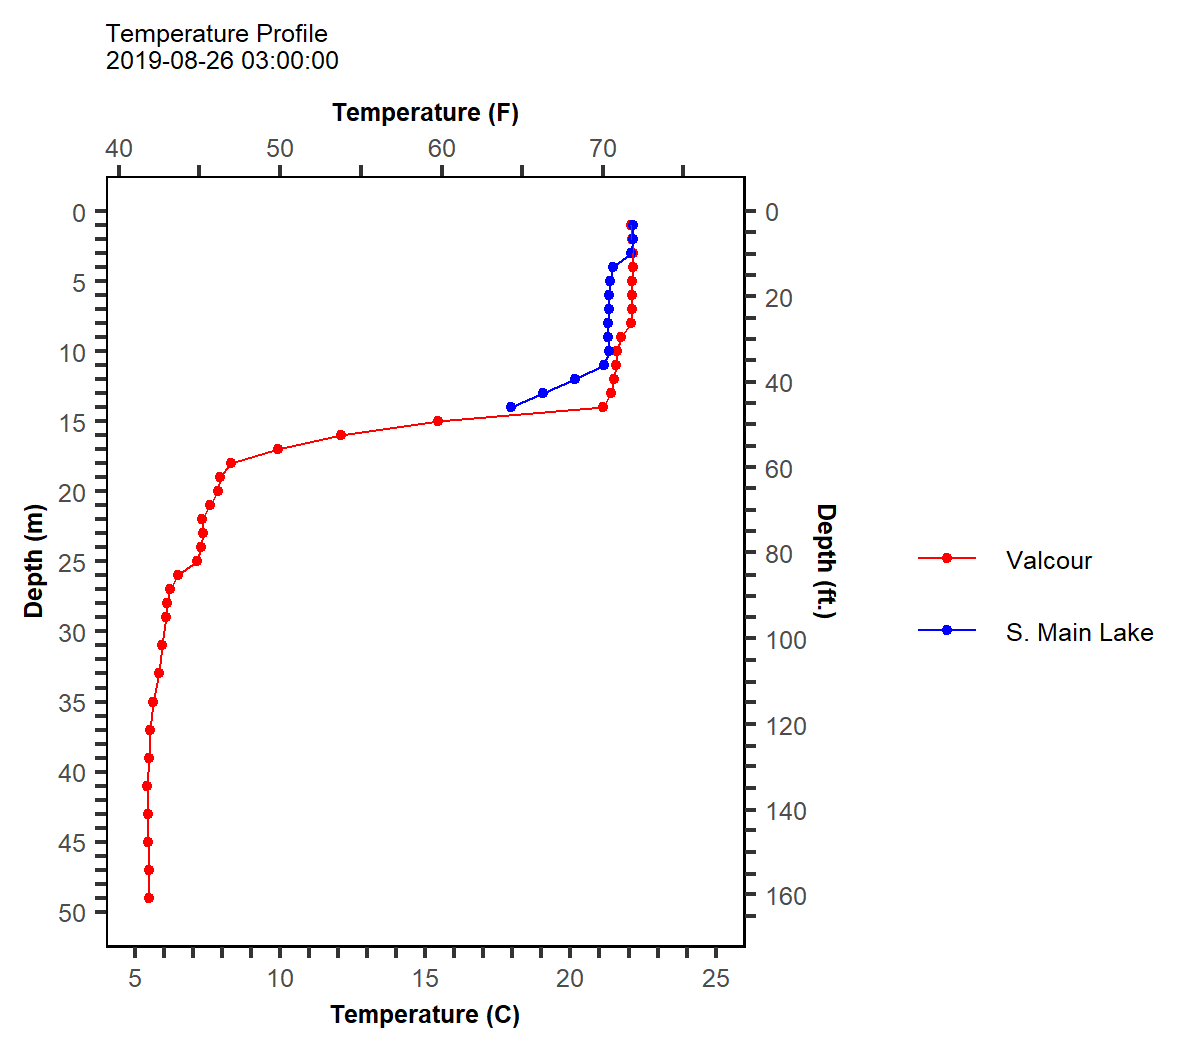 Temperature Profile
2019-08-26 03:00:00
Temperature (F)
40 50 60 70
0 0
5
20
10
40
15
60
20
80
25
100
30
120
35
40
140
45
160
50
Depth (m)
Depth (ft.)
Valcour
S. Main Lake
5 10 15 20 25
Temperature (C)